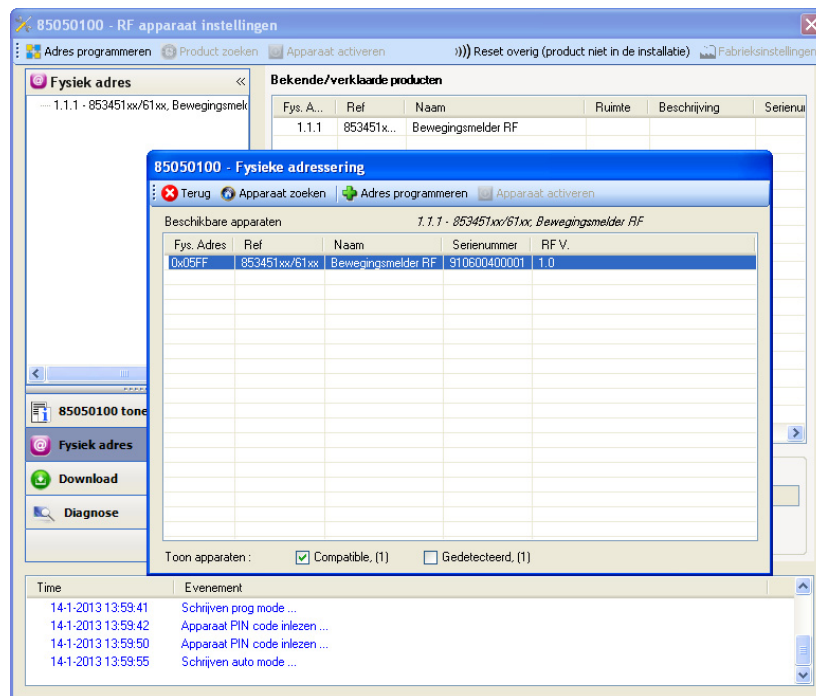 85050100 - RF apparaat instellingen
Adres programmeren Product zoeken Apparaat activeren Reset overig (product niet in de installatie) Fabrieksinstellingen
Fysiek adres
1.1.1 - 853451xx/61xx, Bewegingsmeld
Bekende/verklaarde producten
Fys. A... Ref Naam Ruimte Beschrijving Serienu
1.1.1 853451x... Bewegingsmelder RF
85050100 - Fysieke adressering
Terug Apparaat zoeken Adres programmeren Apparaat activeren
Beschikbare apparaten 1.1.1 - 853451xx/61xx, Bewegingsmelder RF
Fys. Adres Ref Naam Serienummer RF V.
0x05FF 853451xx/61xx Bewegingsmelder RF 910600400001 1.0
85050100 tone
Fysiek adres
Download
Diagnose
Toon apparaten : Compatible, (1) Gedetecteerd, (1)
Time Evenement
14-1-2013 13:59:41 Schrijven prog mode ...
14-1-2013 13:59:42 Apparaat PIN code inlezen ...
14-1-2013 13:59:50 Apparaat PIN code inlezen ...
14-1-2013 13:59:55 Schrijven auto mode ...